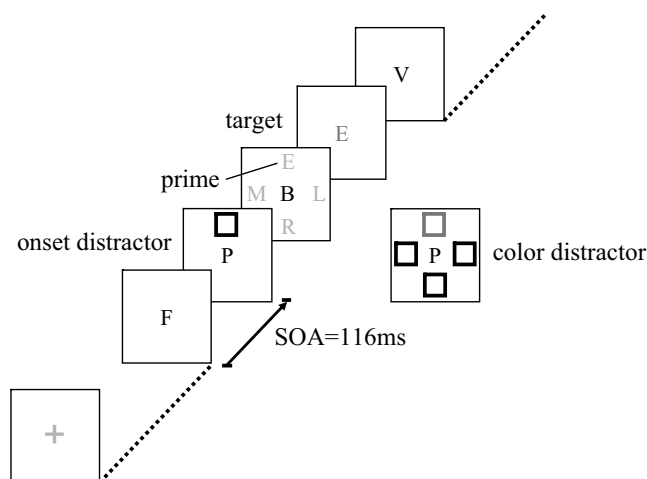 V
target
E
E
prime
M B L
R
onset distractor
P
P
color distractor
F
SOA=116ms
+